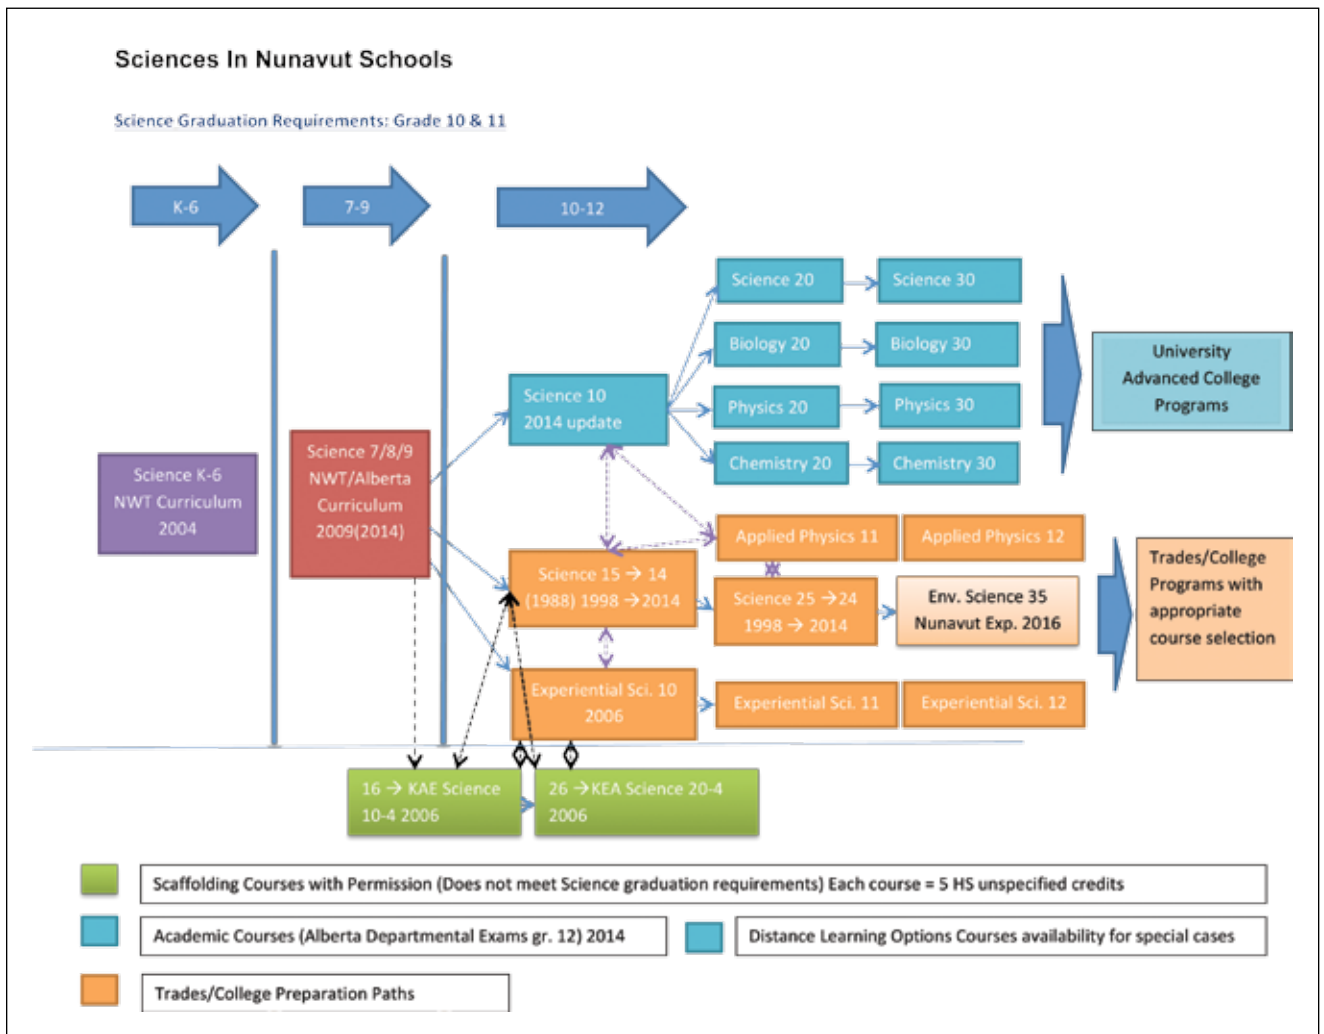 Sciences In Nunavut Schools
Science Graduation Requirements: Grade 10 & 11
K-6
7-9
10-12
Science K-6
NWT Curriculum
2004
Science 7/8/9
NWT/Alberta
Curriculum
2009(2014)
Science 10
2014 update
Science 20
Science 30
Biology 20
Biology 30
Physics 20
Physics 30
Chemistry 20
Chemistry 30
University
Advanced College
Programs
Science 15 → 14
(1988) 1998 →2014
Applied Physics 11
Applied Physics 12
Science 25 →24
1998 → 2014
Env. Science 35
Nunavut Exp. 2016
Trades/College
Programs with
appropriate
course selection
Experiential Sci. 10
2006
Experiential Sci. 11
Experiential Sci. 12
16 → KAE Science
10-4 2006
26 →KEA Science 20-4
2006
Scaffolding Courses with Permission (Does not meet Science graduation requirements) Each course = 5 HS unspecified credits
Academic Courses (Alberta Departmental Exams gr. 12) 2014
Distance Learning Options Courses availability for special cases
Trades/College Preparation Paths